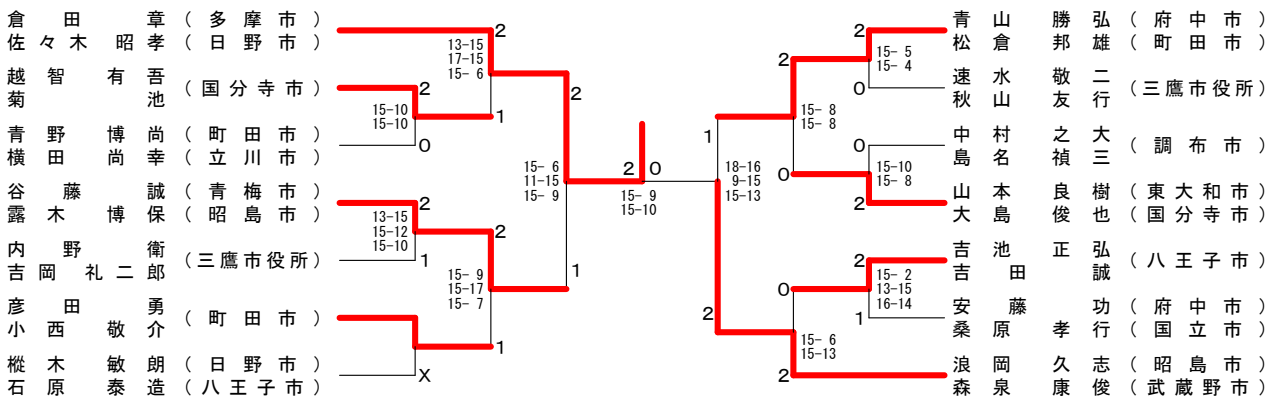 倉田章(多摩市)
佐々木昭孝(日野市)
越智有吾
菊池
(国分寺市)
青野博尚(町田市)
横田尚幸(立川市)
谷藤誠(青梅市)
露木博保(昭島市)
内野衛
吉岡礼二郎
(三鷹市役所)
彦田勇
小西敬介
(町田市)
樅木敏朗(日野市)
石原泰造(八王子市)
2
13-15
17-15
15- 6
2
15-10
15-10
0
1
2
2
13-15
15-12
15-10
1
2
15- 9
15-17
15- 7
1
X
1
15- 6
11-15
15- 9
2 0
15- 9
15-10
1
18-16
9-15
15-13
2
2
15- 8
15- 8
0
2
15- 5
15- 4
0
0
15-10
15- 8
2
0
15- 6
15-13
2
2
15- 2
13-15
16-14
1
青山勝弘(府中市)
松倉邦雄(町田市)
速水敬二
秋山友行
(三鷹市役所)
中村之大
島名禎三
(調布市)
山本良樹(東大和市)
大島俊也(国分寺市)
吉池正弘
吉田誠
(八王子市)
安藤功(府中市)
桑原孝行(国立市)
浪岡久志(昭島市)
森泉康俊(武蔵野市)